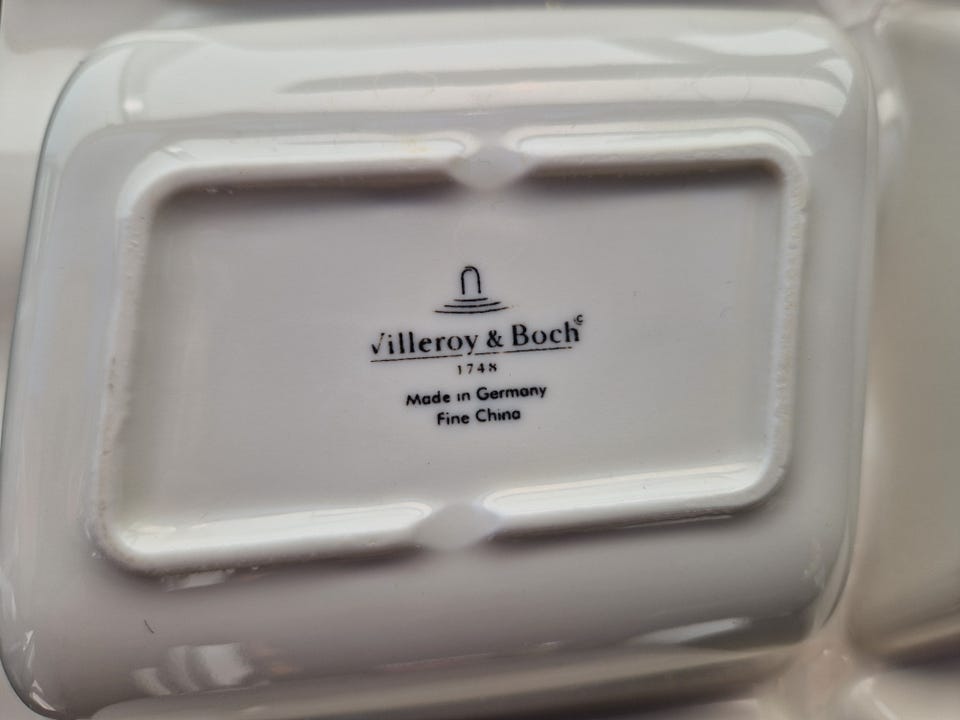 Villeroy & Boch ©
1748
Made in Germany
Fine China